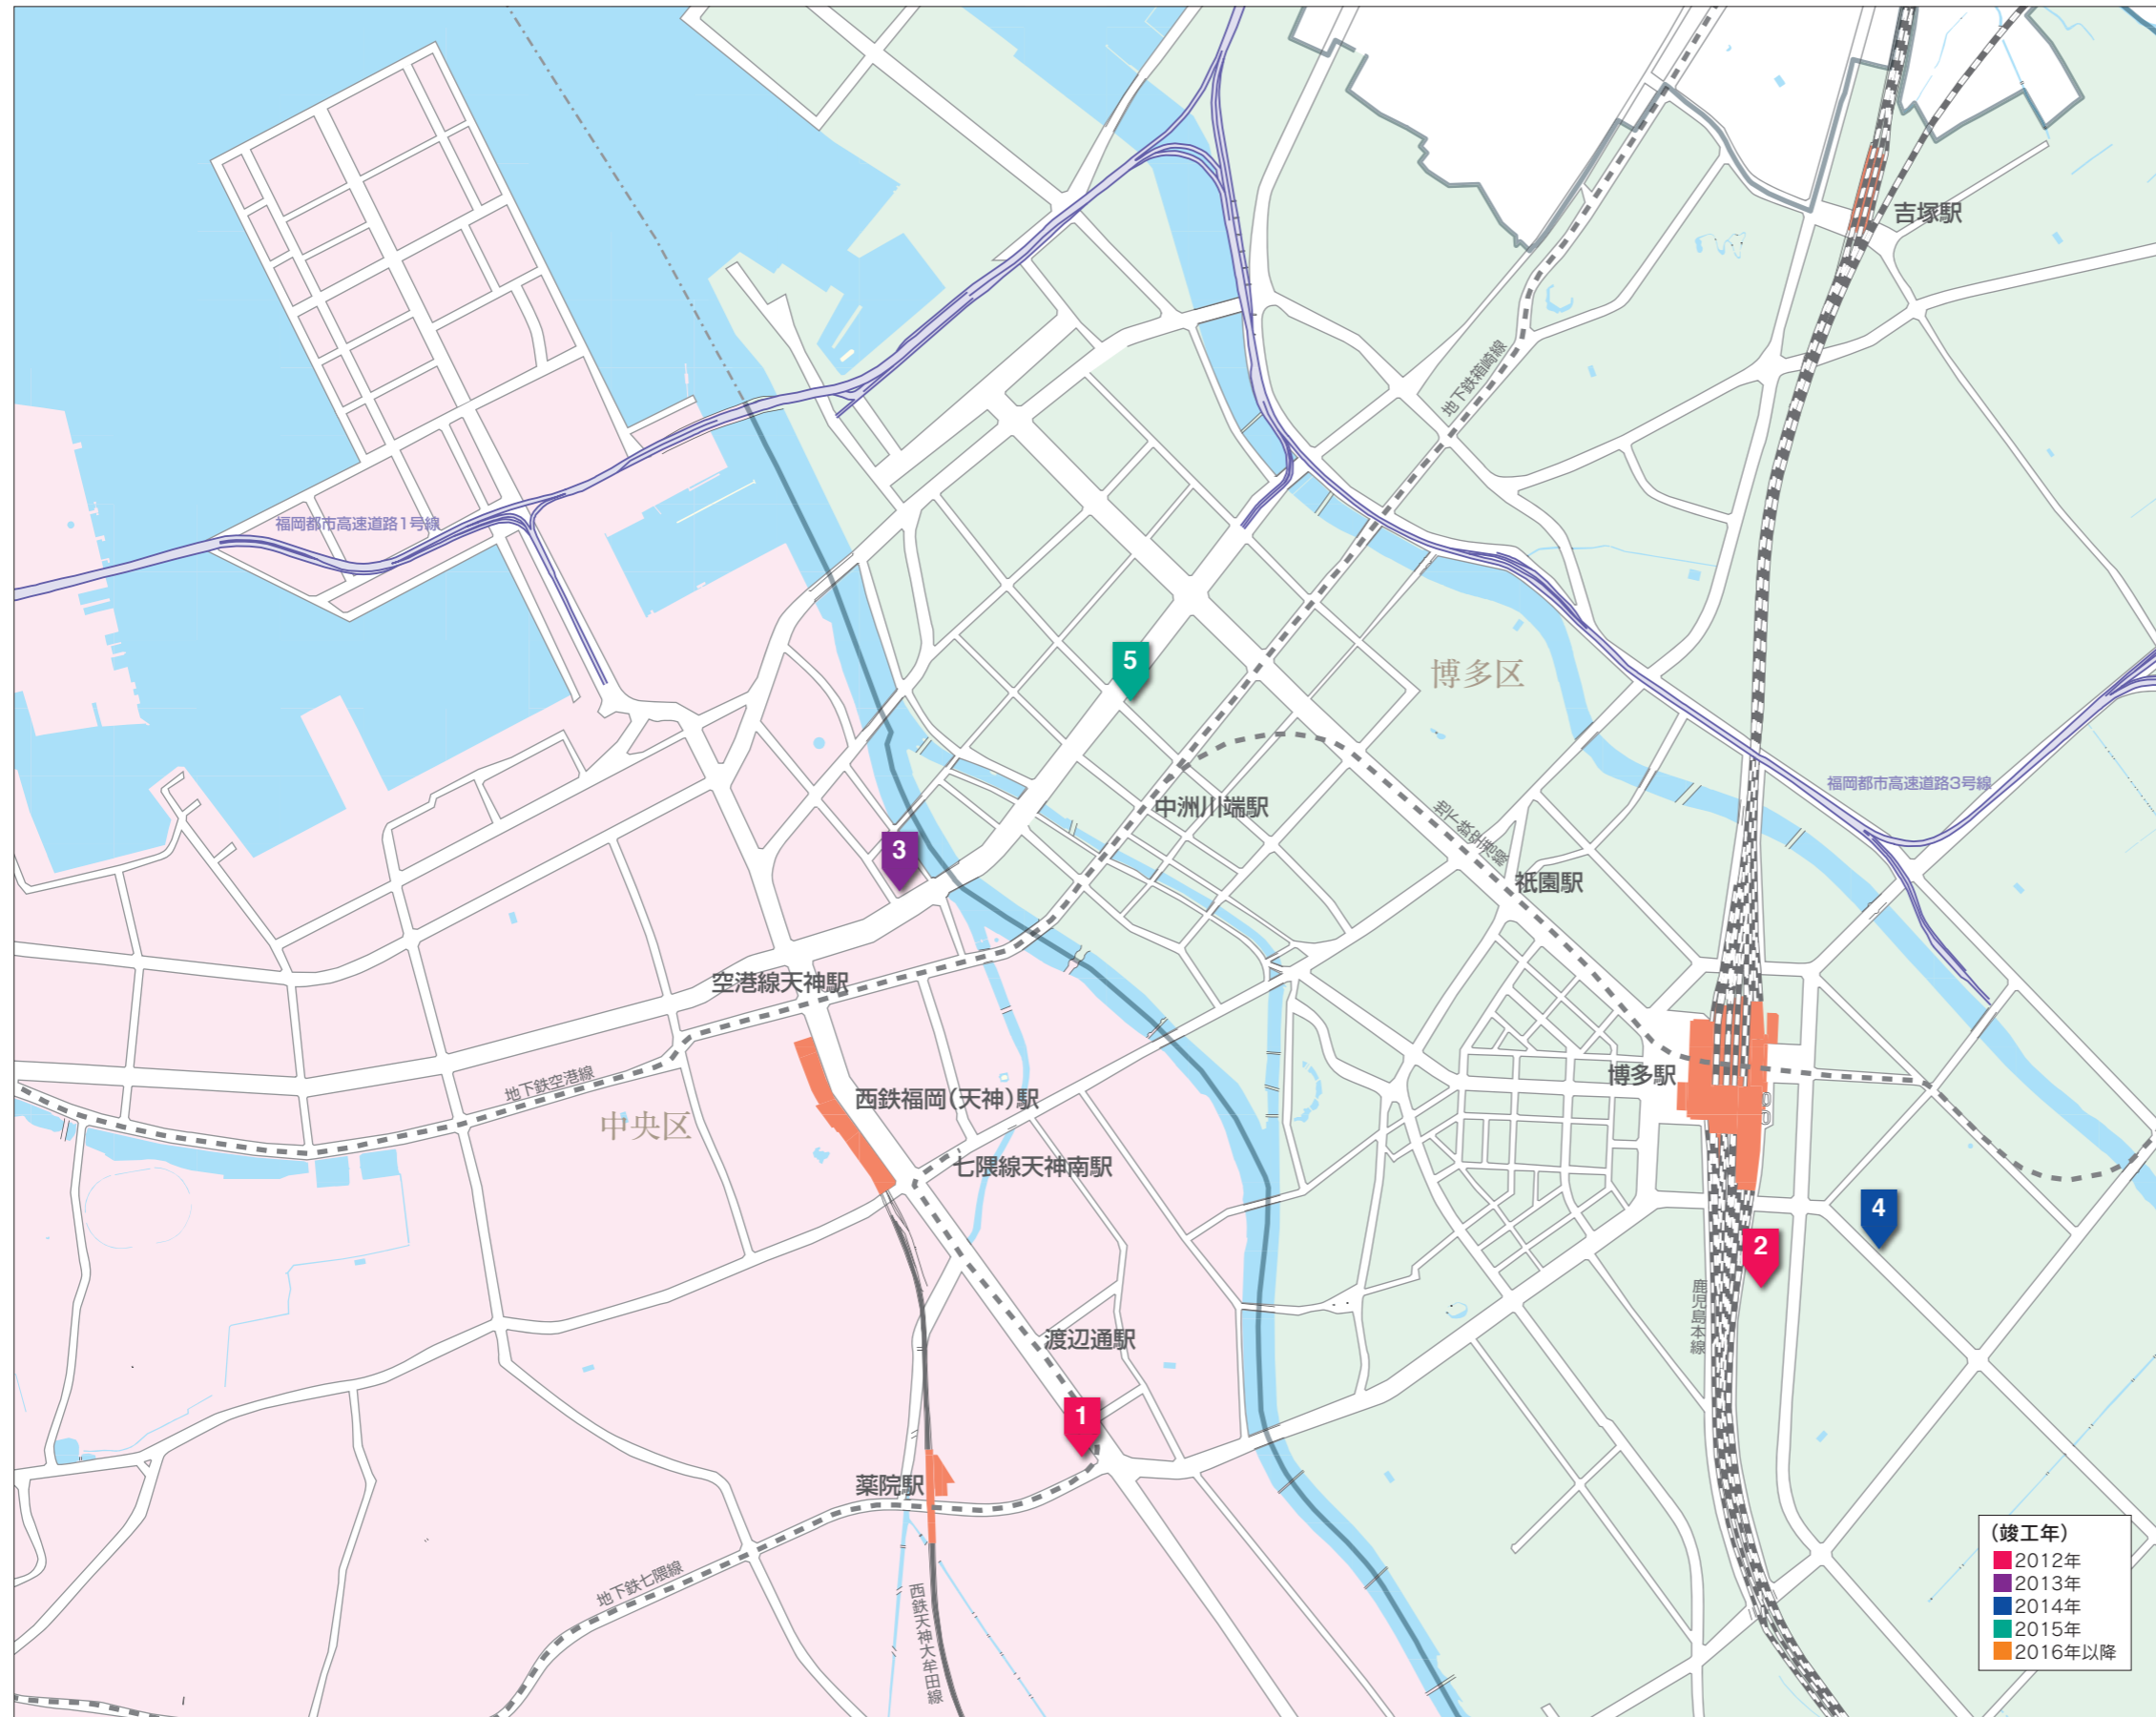 吉塚駅
地下鉄箱崎線
福岡都市高速道路1号線
5
博多区
福岡都市高速道路3号線
中洲川端駅
地下鉄空港線
3
祇園駅
空港線天神駅
博多駅
地下鉄空港線
西鉄福岡(天神)駅
中央区
七隈線天神南駅
4
2
鹿児島本線
渡辺通駅
1
薬院駅
地下鉄七隈線
西鉄天神大牟田線
(竣工年)
2012年
2013年
2014年
2015年
2016年以降